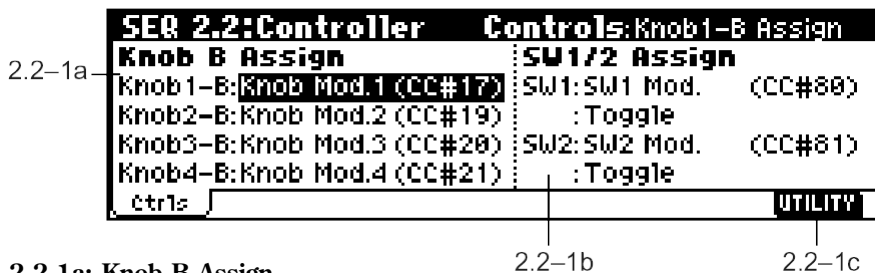 SEQ 2.2:Controller Controls:Knob1-B Assign
Knob B Assign SW1/2 Assign
2.2–1a
Knob1-B:Knob Mod.1 (CC#17) SW1:SW1 Mod. (CC#80)
Knob2-B:Knob Mod.2 (CC#19) :Toggle
Knob3-B:Knob Mod.3 (CC#20) SW2:SW2 Mod. (CC#81)
Knob4-B:Knob Mod.4 (CC#21) :Toggle
Ctrls UTILITY
2.2–1b 2.2–1c
2.2-1a: Knob B Assign